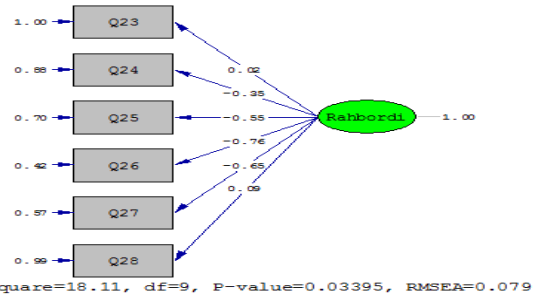 1.00 Q23
0.88 Q24 0.02
-0.35
0.70 Q25 -0.55 Rahbordi 1.00
-0.76
0.42 Q26 -0.65
0.57 Q27 0.09
0.99 Q28
quare=18.11, df=9, P-value=0.03395, RMSEA=0.079